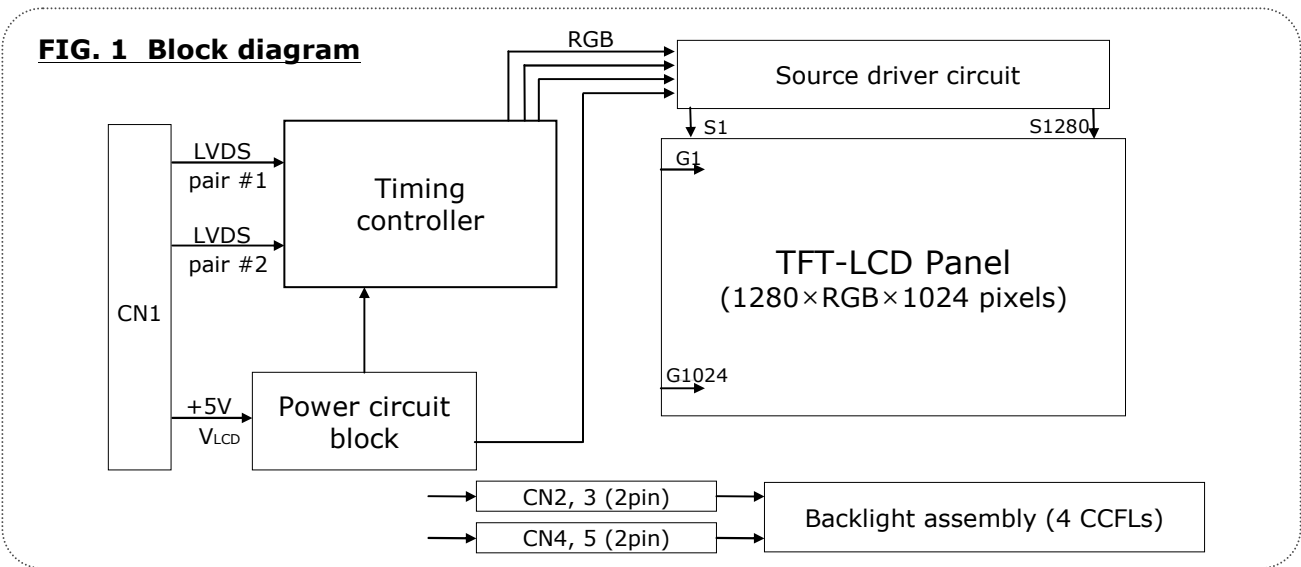 FIG. 1 Block diagram
RGB
Source driver circuit
S1
S1280
CN1
LVDS
pair #1
LVDS
pair #2
Timing
controller
G1
TFT-LCD Panel
(1280×RGB×1024 pixels)
G1024
+5V
VLCD
Power circuit
block
CN2, 3 (2pin)
CN4, 5 (2pin)
Backlight assembly (4 CCFLs)